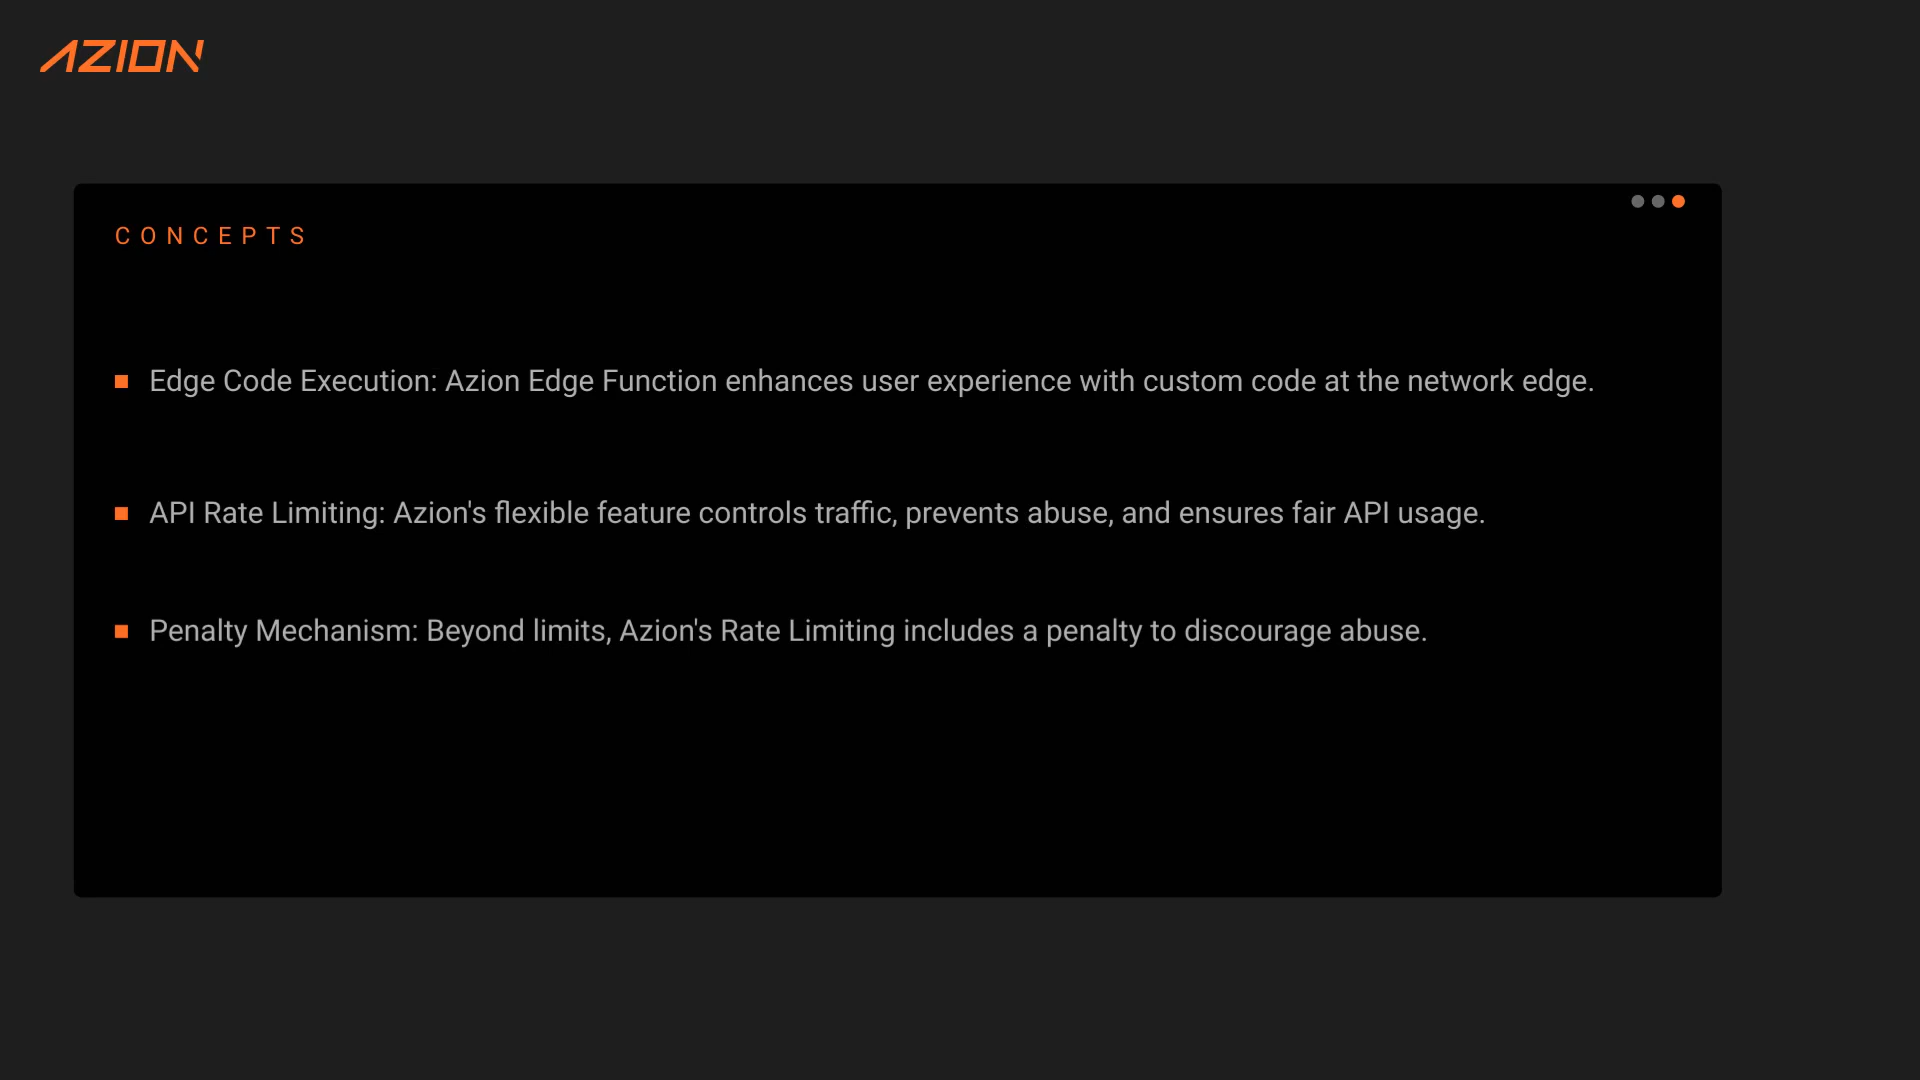 AZION
CONCEPTS
Edge Code Execution: Azion Edge Function enhances user experience with custom code at the network edge.
API Rate Limiting: Azion's flexible feature controls traffic, prevents abuse, and ensures fair API usage.
Penalty Mechanism: Beyond limits, Azion's Rate Limiting includes a penalty to discourage abuse.